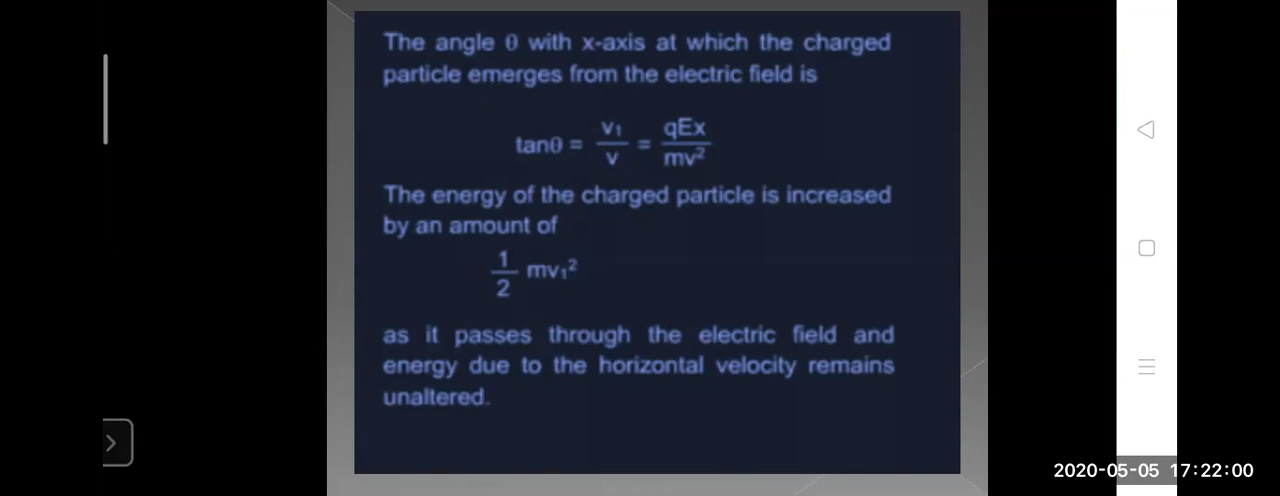 The angle θ with x-axis at which the charged
particle emerges from the electric field is
tanθ = v₁/v = qEx/mv²
The energy of the charged particle is increased
by an amount of
1/2 mv₁²
as it passes through the electric field and
energy due to the horizontal velocity remains
unaltered.
2020-05-05 17:22:00